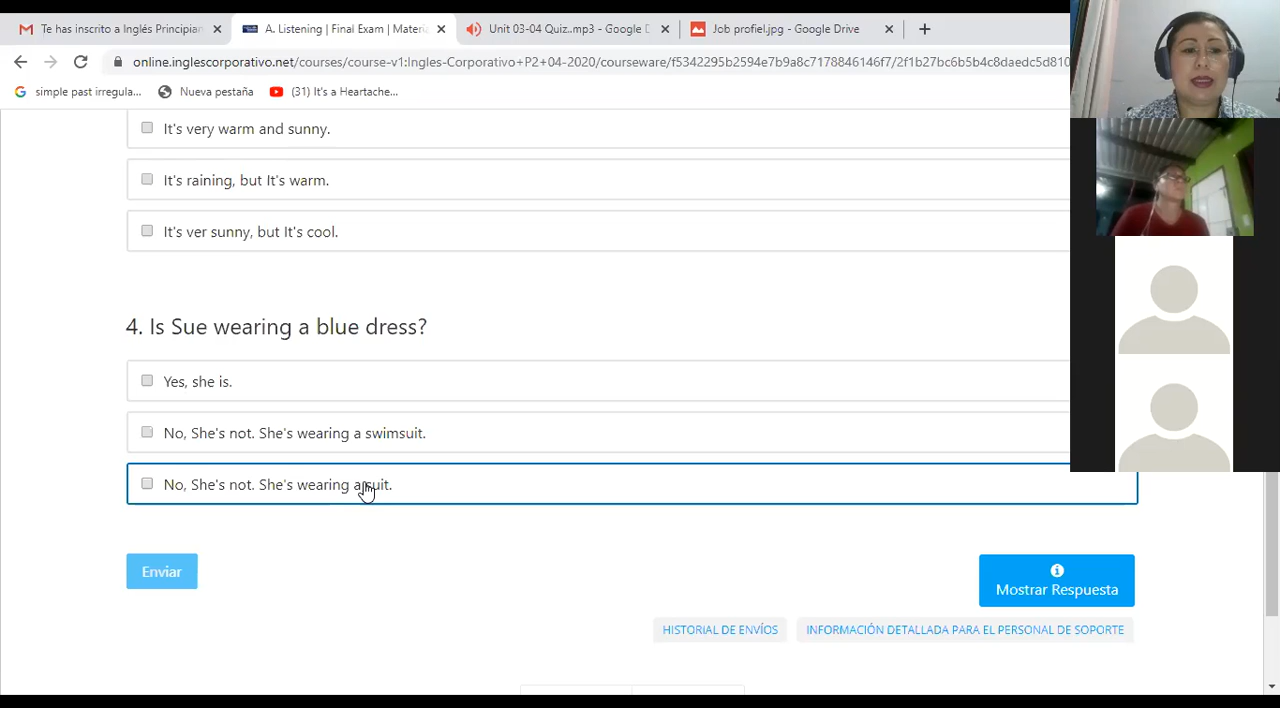 Te has inscrito a Inglés Principian
A. Listening | Final Exam | Materi
Unit 03-04 Quiz..mp3 - Google D
Job profiel.jpg - Google Drive
online.inglescorporativo.net/courses/course-v1:Ingles-Corporativo+P2+04-2020/courseware/f5342295b2594e7b9a8c7178846146f7/2f1b27bc6b5b4c8daedc5d810
simple past irregula...
Nueva pestaña
(31) It's a Heartache...
It's very warm and sunny.
It's raining, but It's warm.
It's ver sunny, but It's cool.
4. Is Sue wearing a blue dress?
Yes, she is.
No, She's not. She's wearing a swimsuit.
No, She's not. She's wearing a suit.
Enviar
Mostrar Respuesta
HISTORIAL DE ENVÍOS
INFORMACIÓN DETALLADA PARA EL PERSONAL DE SOPORTE